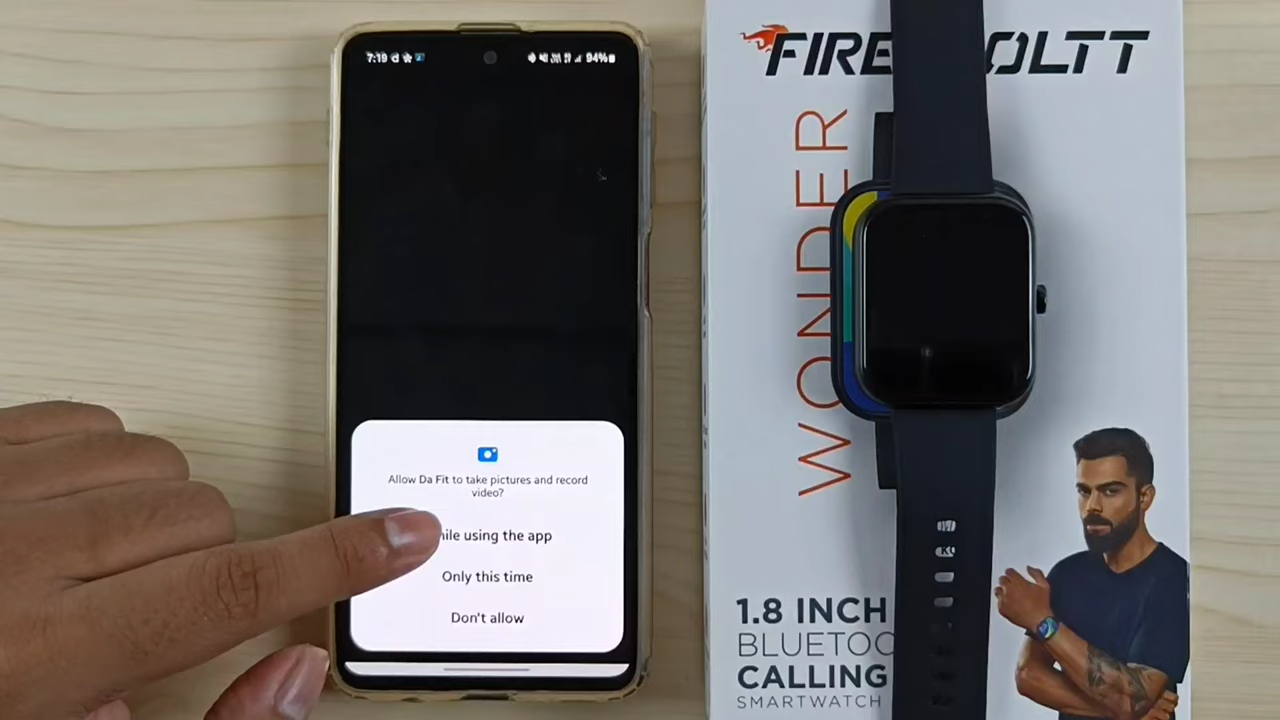 7:19
94%
Allow Da Fit to take pictures and record
video?
ile using the app
Only this time
Don't allow
FIRE OLTT
WONDER
1.8 INCH
BLUETOO
CALLING
SMARTWATCH